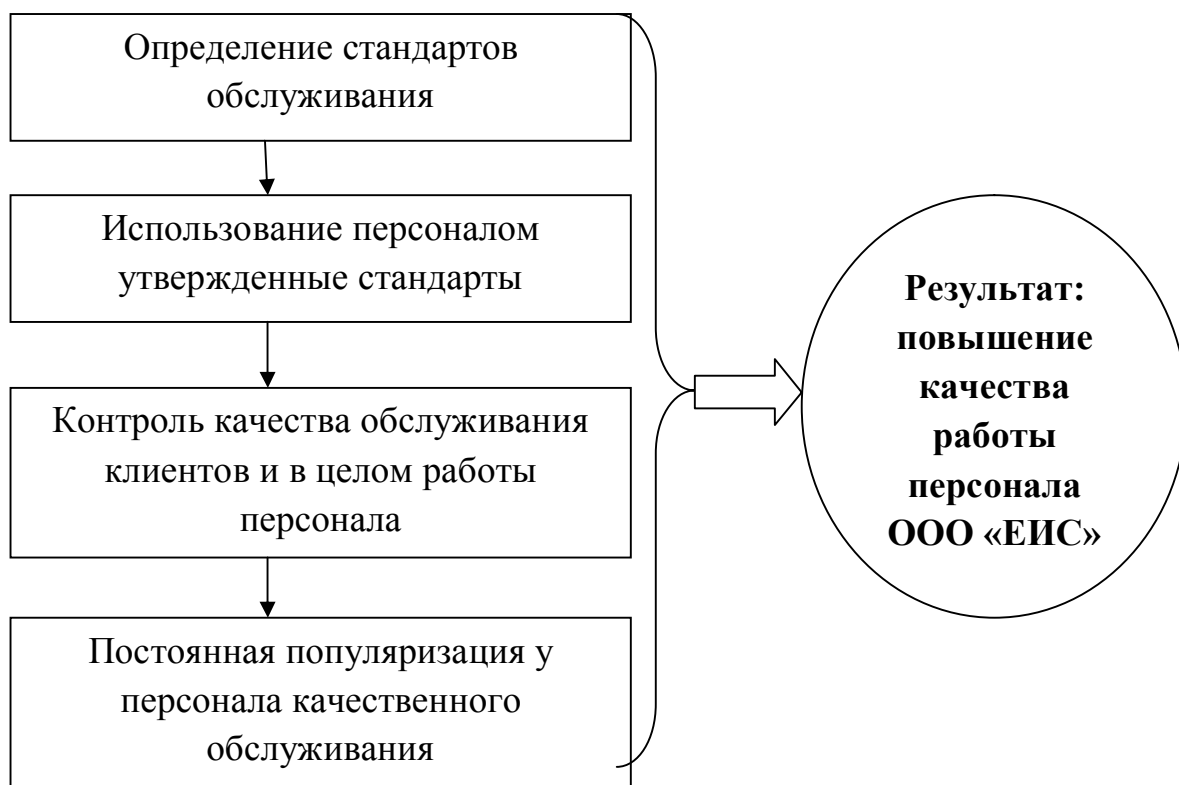 Определение стандартов
обслуживания
Использование персоналом
утвержденные стандарты
Контроль качества обслуживания
клиентов и в целом работы
персонала
Постоянная популяризация у
персонала качественного
обслуживания
Результат:
повышение
качества
работы
персонала
ООО «ЕИС»